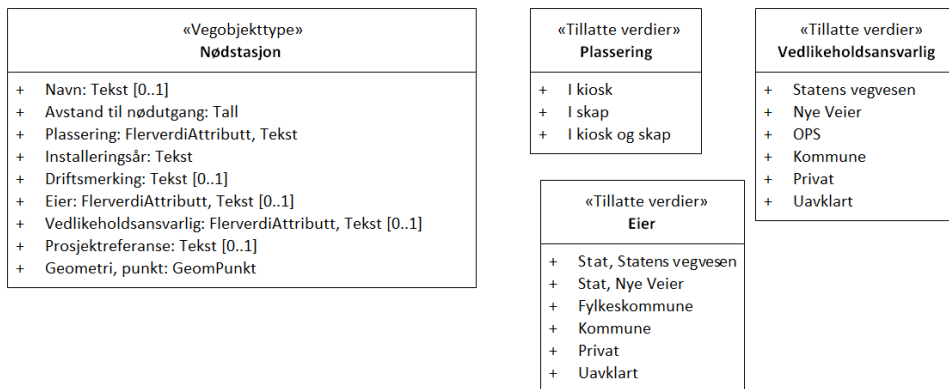 «Vegobjekttype»
Nødstasjon
+ Navn: Tekst [0..1]
+ Avstand til nødutgang: Tall
+ Plassering: FlerverdiAttributt, Tekst
+ Installeringsår: Tekst
+ Driftsmerking: Tekst [0..1]
+ Eier: FlerverdiAttributt, Tekst [0..1]
+ Vedlikeholdsansvarlig: FlerverdiAttributt, Tekst [0..1]
+ Prosjektreferanse: Tekst [0..1]
+ Geometri, punkt: GeomPunkt
«Tillatte verdier»
Plassering
+ I kiosk
+ I skap
+ I kiosk og skap
«Tillatte verdier»
Vedlikeholdsansvarlig
+ Statens vegvesen
+ Nye Veier
+ OPS
+ Kommune
+ Privat
+ Uavklart
«Tillatte verdier»
Eier
+ Stat, Statens vegvesen
+ Stat, Nye Veier
+ Fylkeskommune
+ Kommune
+ Privat
+ Uavklart